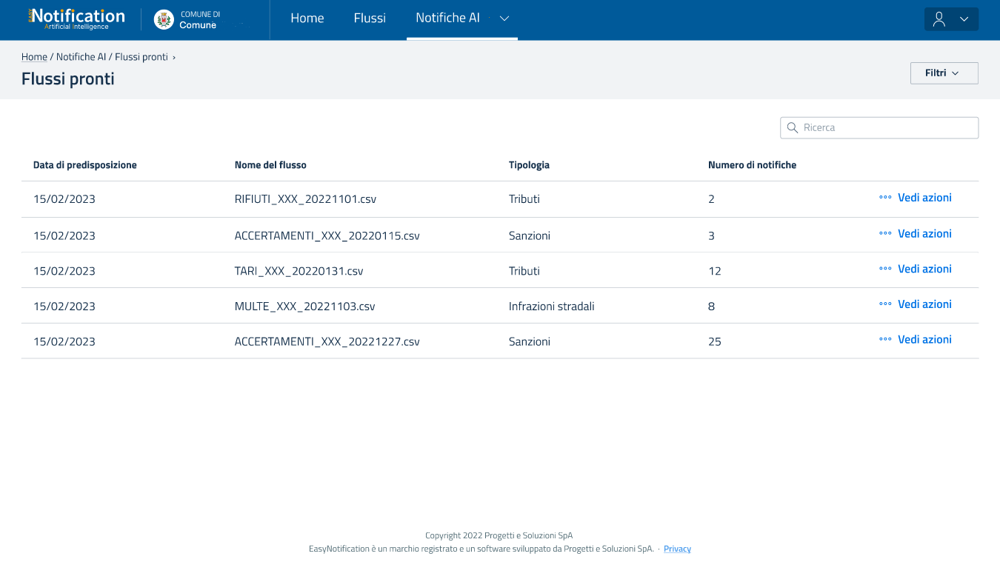 EASY Notification
Artificial Intelligence
COMUNE DI
Comune
Home
Flussi
Notifiche AI
Home / Notifiche AI / Flussi pronti ›
Flussi pronti
Filtri
Ricerca
Data di predisposizione Nome del flusso Tipologia Numero di notifiche
15/02/2023 RIFIUTI_XXX_20221101.csv Tributi 2 Vedi azioni
15/02/2023 ACCERTAMENTI_XXX_20220115.csv Sanzioni 3 Vedi azioni
15/02/2023 TARI_XXX_20220131.csv Tributi 12 Vedi azioni
15/02/2023 MULTE_XXX_20221103.csv Infrazioni stradali 8 Vedi azioni
15/02/2023 ACCERTAMENTI_XXX_20221227.csv Sanzioni 25 Vedi azioni
Copyright 2022 Progetti e Soluzioni SpA
EasyNotification è un marchio registrato e un software sviluppato da Progetti e Soluzioni SpA. · Privacy